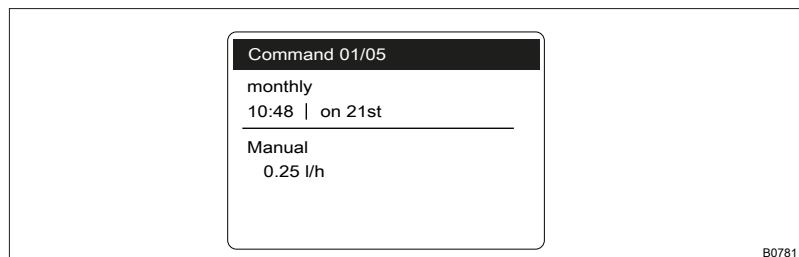 Command 01/05
monthly
10:48 | on 21st
Manual
0.25 l/h
B0781